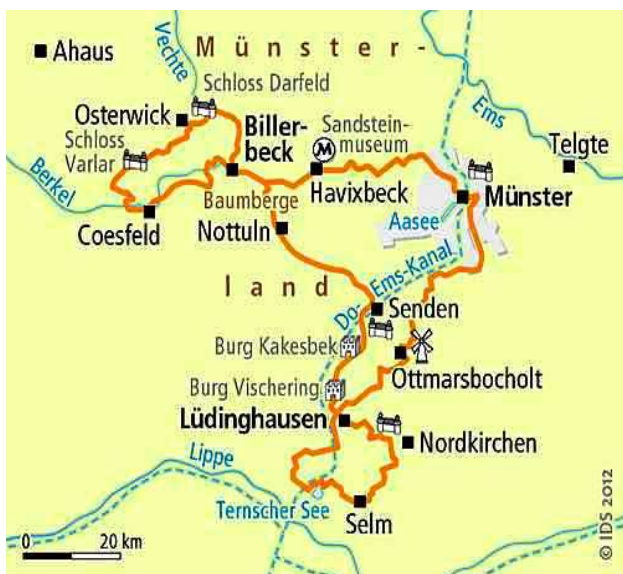 Münster-
Ahaus
Vechte
Schloss Darfeld
Ems
Osterwick
Biller-
beck
Sandstein-
museum
M
Telgte
Schloss
Varlar
Berkel
Havixbeck
Münster
Baumberge
Aasee
Coesfeld
Nottuln
land
Do-Ems-Kanal
Senden
Burg Kakesbek
Ottmarsbocholt
Burg Vischering
Lüdinghausen
Nordkirchen
Lippe
Ternscher See
Selm
0 20 km
© IDS 2012